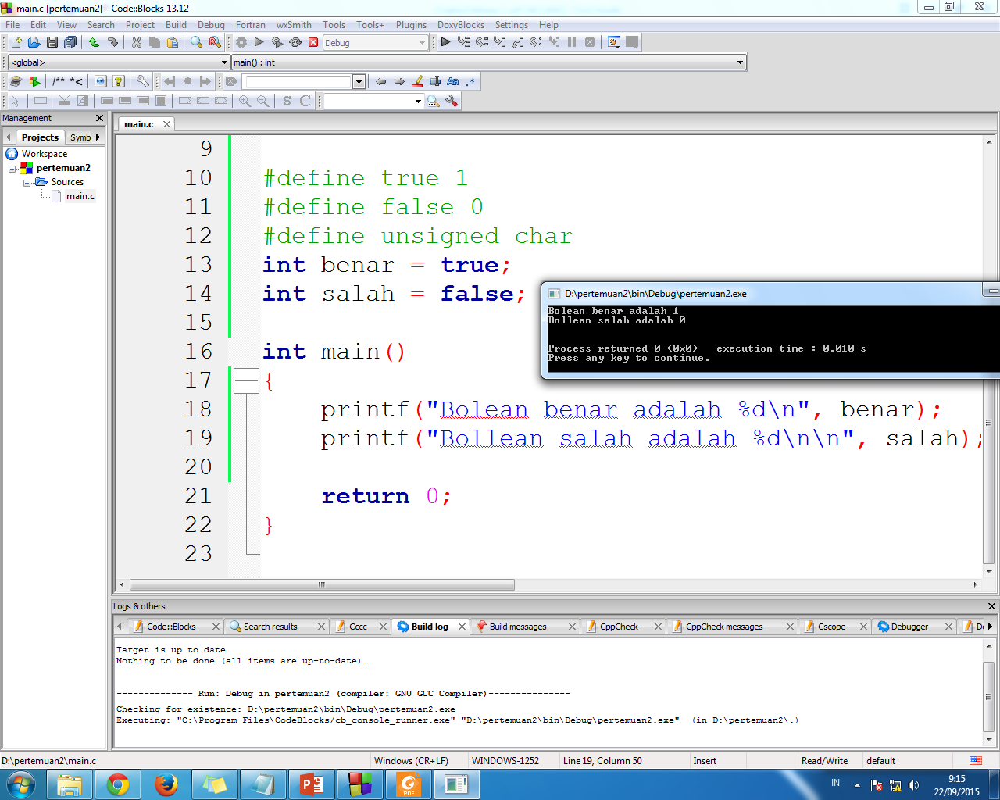 main.c [pertemuan2] - Code::Blocks 13.12
File Edit View Search Project Build Debug Fortran wxSmith Tools Tools+ Plugins DoxyBlocks Settings Help
Debug
<global> main() : int
/** *<
S C
Management
main.c
Projects Symb
Workspace
pertemuan2
Sources
main.c
9
10 #define true 1
11 #define false 0
12 #define unsigned char
13 int benar = true;
14 int salah = false;
15
16 int main()
17 {
18 printf("Bolean benar adalah %d\n", benar);
19 printf("Bollean salah adalah %d\n\n", salah);
20
21 return 0;
22 }
23
D:\pertemuan2\bin\Debug\pertemuan2.exe
Bolean benar adalah 1
Bollean salah adalah 0
Process returned 0 (0x0) execution time : 0.010 s
Press any key to continue.
Logs & others
Code::Blocks Search results Cccc Build log Build messages CppCheck CppCheck messages Cscope Debugger
Target is up to date.
Nothing to be done (all items are up-to-date).
-------------- Run: Debug in pertemuan2 (compiler: GNU GCC Compiler)---------------
Checking for existence: D:\pertemuan2\bin\Debug\pertemuan2.exe
Executing: "C:\Program Files\CodeBlocks/cb_console_runner.exe" "D:\pertemuan2\bin\Debug\pertemuan2.exe" (in D:\pertemuan2\.)
D:\pertemuan2\main.c Windows (CR+LF) WINDOWS-1252 Line 19, Column 50 Insert Read/Write default
PDF
IN
9:15
22/09/2015